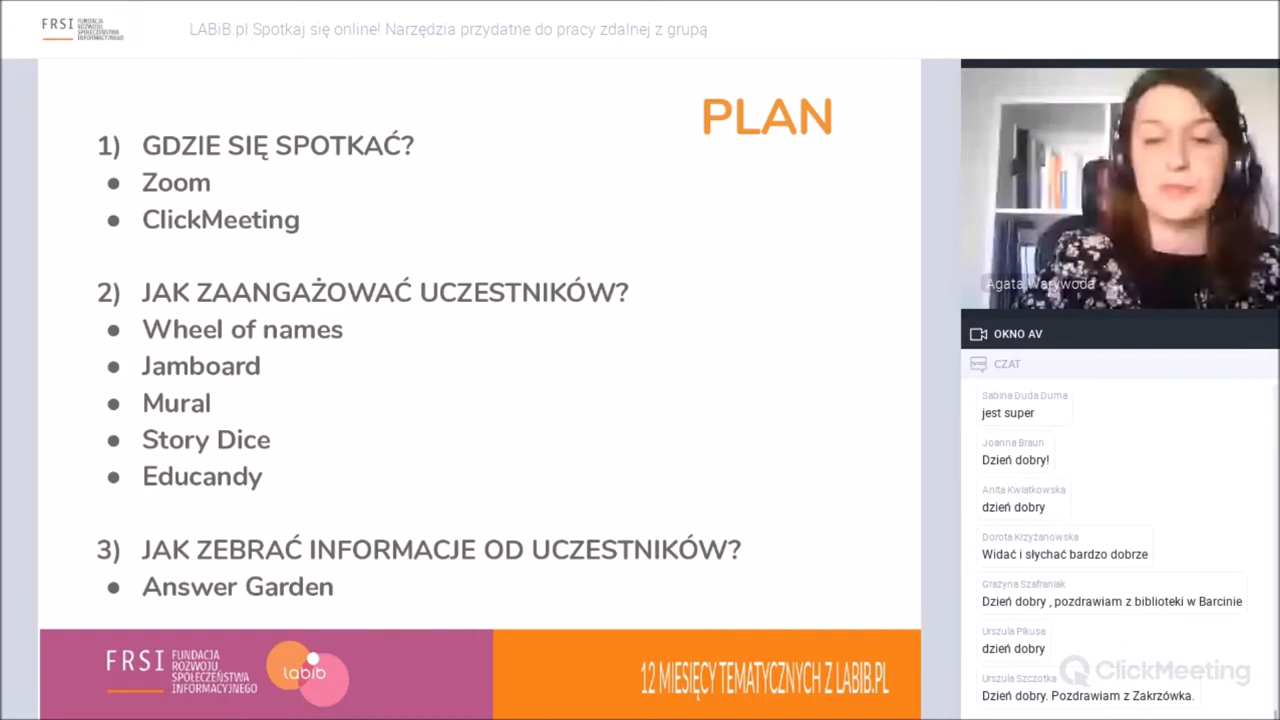 FRSI
FUNDACJA
ROZWOJU
SPOŁECZEŃSTWA
INFORMACYJNEGO
LABiB.pl Spotkaj się online! Narzędzia przydatne do pracy zdalnej z grupą
PLAN
1) GDZIE SIĘ SPOTKAĆ?
● Zoom
● ClickMeeting
2) JAK ZAANGAŻOWAĆ UCZESTNIKÓW?
● Wheel of names
● Jamboard
● Mural
● Story Dice
● Educandy
3) JAK ZEBRAĆ INFORMACJE OD UCZESTNIKÓW?
● Answer Garden
FRSI
FUNDACJA
ROZWOJU
SPOŁECZEŃSTWA
INFORMACYJNEGO
labib
12 MIESIĘCY TEMATYCZNYCH Z LABIB.PL
Agata Warywoda
OKNO AV
CZAT
Sabina Duda Duma
jest super
Joanna Braun
Dzień dobry!
Anita Kwiatkowska
dzień dobry
Dorota Krzyżanowska
Widać i słychać bardzo dobrze
Grażyna Szafraniak
Dzień dobry , pozdrawiam z biblioteki w Barcinie
Urszula Pikusa
dzień dobry
Urszula Szczotka
Dzień dobry. Pozdrawiam z Zakrzówka.
ClickMeeting